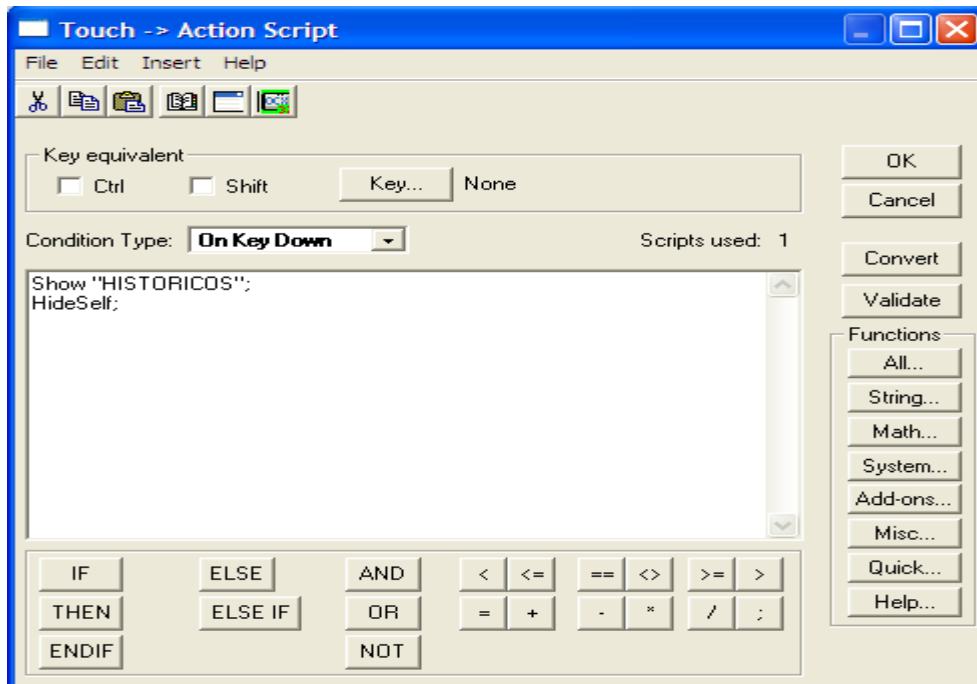 Touch -> Action Script
File Edit Insert Help
Key equivalent
Ctrl Shift Key... None
OK
Cancel
Condition Type: On Key Down Scripts used: 1
Convert
Validate
Show "HISTORICOS";
HideSelf;
Functions
All...
String...
Math...
System...
Add-ons...
Misc...
Quick...
Help...
IF ELSE AND < <= == <> >= >
THEN ELSE IF OR = + - * / ;
ENDIF NOT